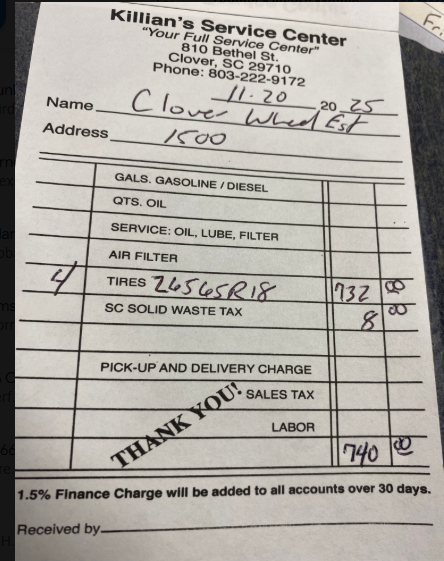 Killian's Service Center
"Your Full Service Center"
810 Bethel St.
Clover, SC 29710
Phone: 803-222-9172
11-20 20 25
Name Clover Wheel Est
Address 1500
GALS. GASOLINE / DIESEL
QTS. OIL
SERVICE: OIL, LUBE, FILTER
AIR FILTER
4 TIRES 26565R18 732 00
SC SOLID WASTE TAX 8 00
PICK-UP AND DELIVERY CHARGE
SALES TAX
LABOR
THANK YOU!
740 00
1.5% Finance Charge will be added to all accounts over 30 days.
Received by